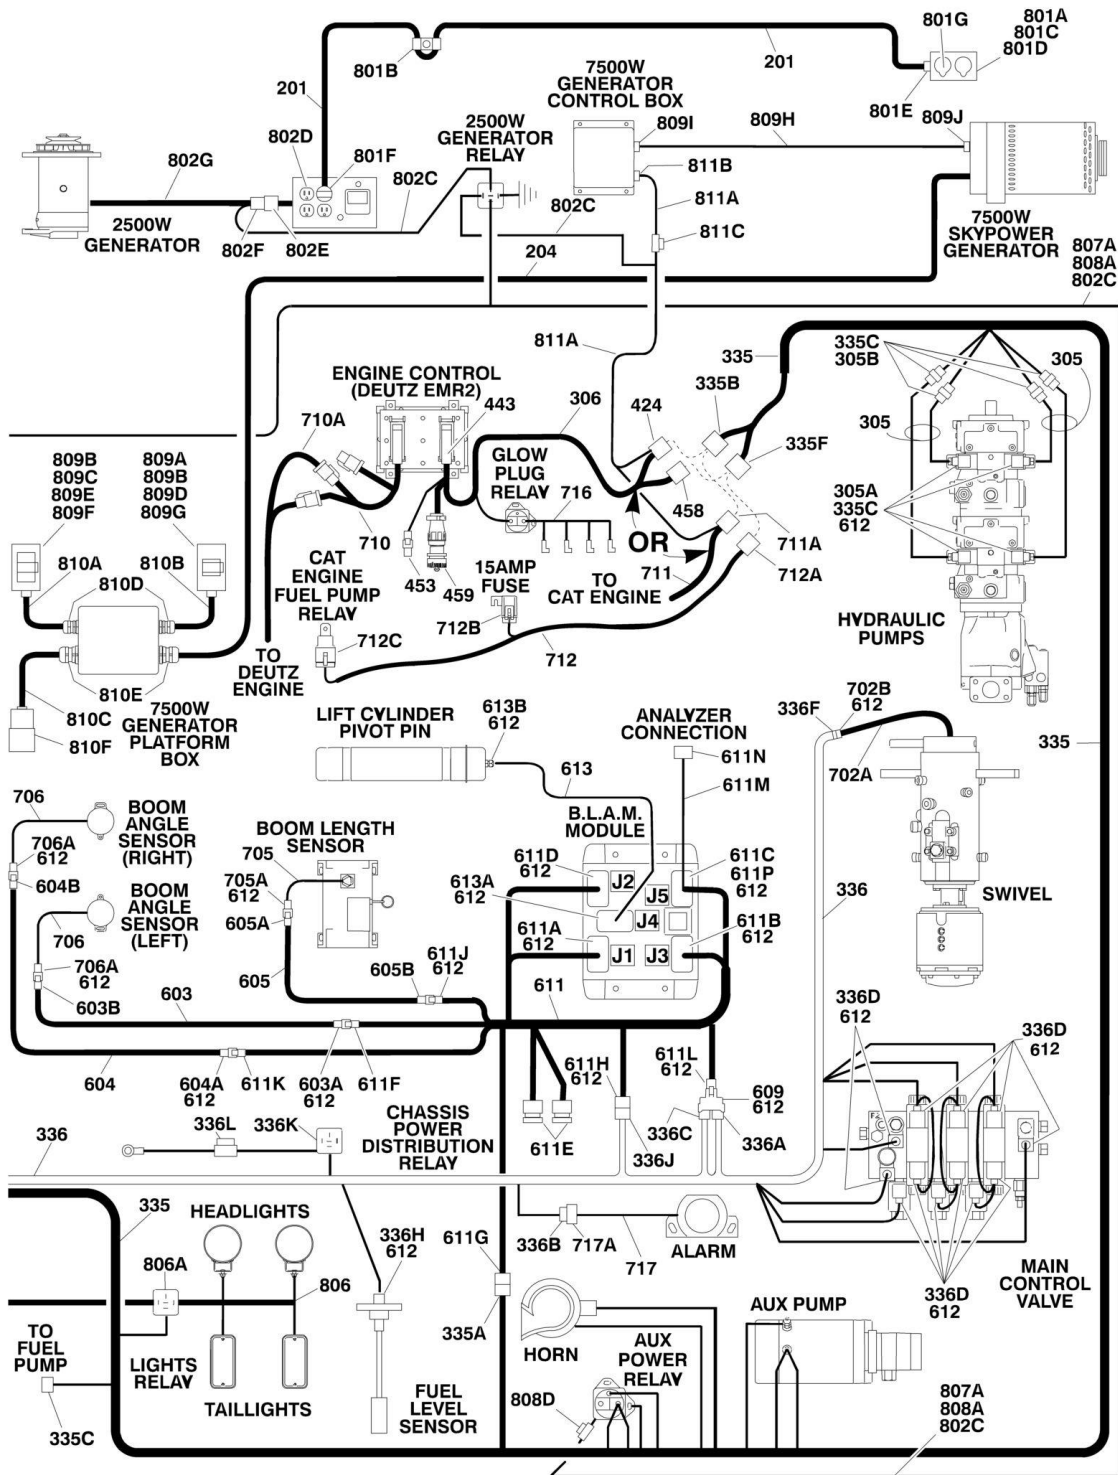 801G
801A
801C
801D
801B
201
201
7500W
GENERATOR
CONTROL BOX
801E
2500W
GENERATOR
RELAY
802D
801F
802G
802C
809I
809H
809J
811B
811A
802C
811C
2500W
GENERATOR
802F
802E
204
7500W
SKYPOWER
GENERATOR
807A
808A
802C
811A
335
335C
305B
305
ENGINE CONTROL
(DEUTZ EMR2)
443
710A
306
424
335B
335F
305
809B
809C
809E
809F
809A
809B
809D
809G
GLOW
PLUG
RELAY
716
458
305A
335C
612
710
OR
711A
810A
810D
810B
CAT
ENGINE
FUEL PUMP
RELAY
453
459
15AMP
FUSE
TO
CAT ENGINE
711
712A
712B
712C
712
HYDRAULIC
PUMPS
TO
DEUTZ
ENGINE
810E
810C
810F
7500W
GENERATOR
PLATFORM
BOX
LIFT CYLINDER
PIVOT PIN
613B
612
ANALYZER
CONNECTION
336F
702B
612
335
611N
702A
613
611M
706
BOOM
ANGLE
SENSOR
(RIGHT)
BOOM LENGTH
SENSOR
B.L.A.M.
MODULE
706A
612
604B
705
705A
612
605A
611D
612
613A
612
611A
612
J2
J5
J4
J1
J3
611C
611P
612
611B
612
336
SWIVEL
BOOM
ANGLE
SENSOR
(LEFT)
706
706A
612
603B
605
605B
611J
612
603
611
336D
612
336D
612
604
604A
612
611K
603A
612
611F
611H
612
611L
612
609
612
336
336L
336K
CHASSIS
POWER
DISTRIBUTION
RELAY
611E
336C
336A
336J
335
HEADLIGHTS
336H
612
611G
336B
717A
717
ALARM
336D
612
MAIN
CONTROL
VALVE
806A
806
335A
AUX PUMP
TO
FUEL
PUMP
LIGHTS
RELAY
HORN
AUX
POWER
RELAY
TAILLIGHTS
FUEL
LEVEL
SENSOR
808D
335C
807A
808A
802C